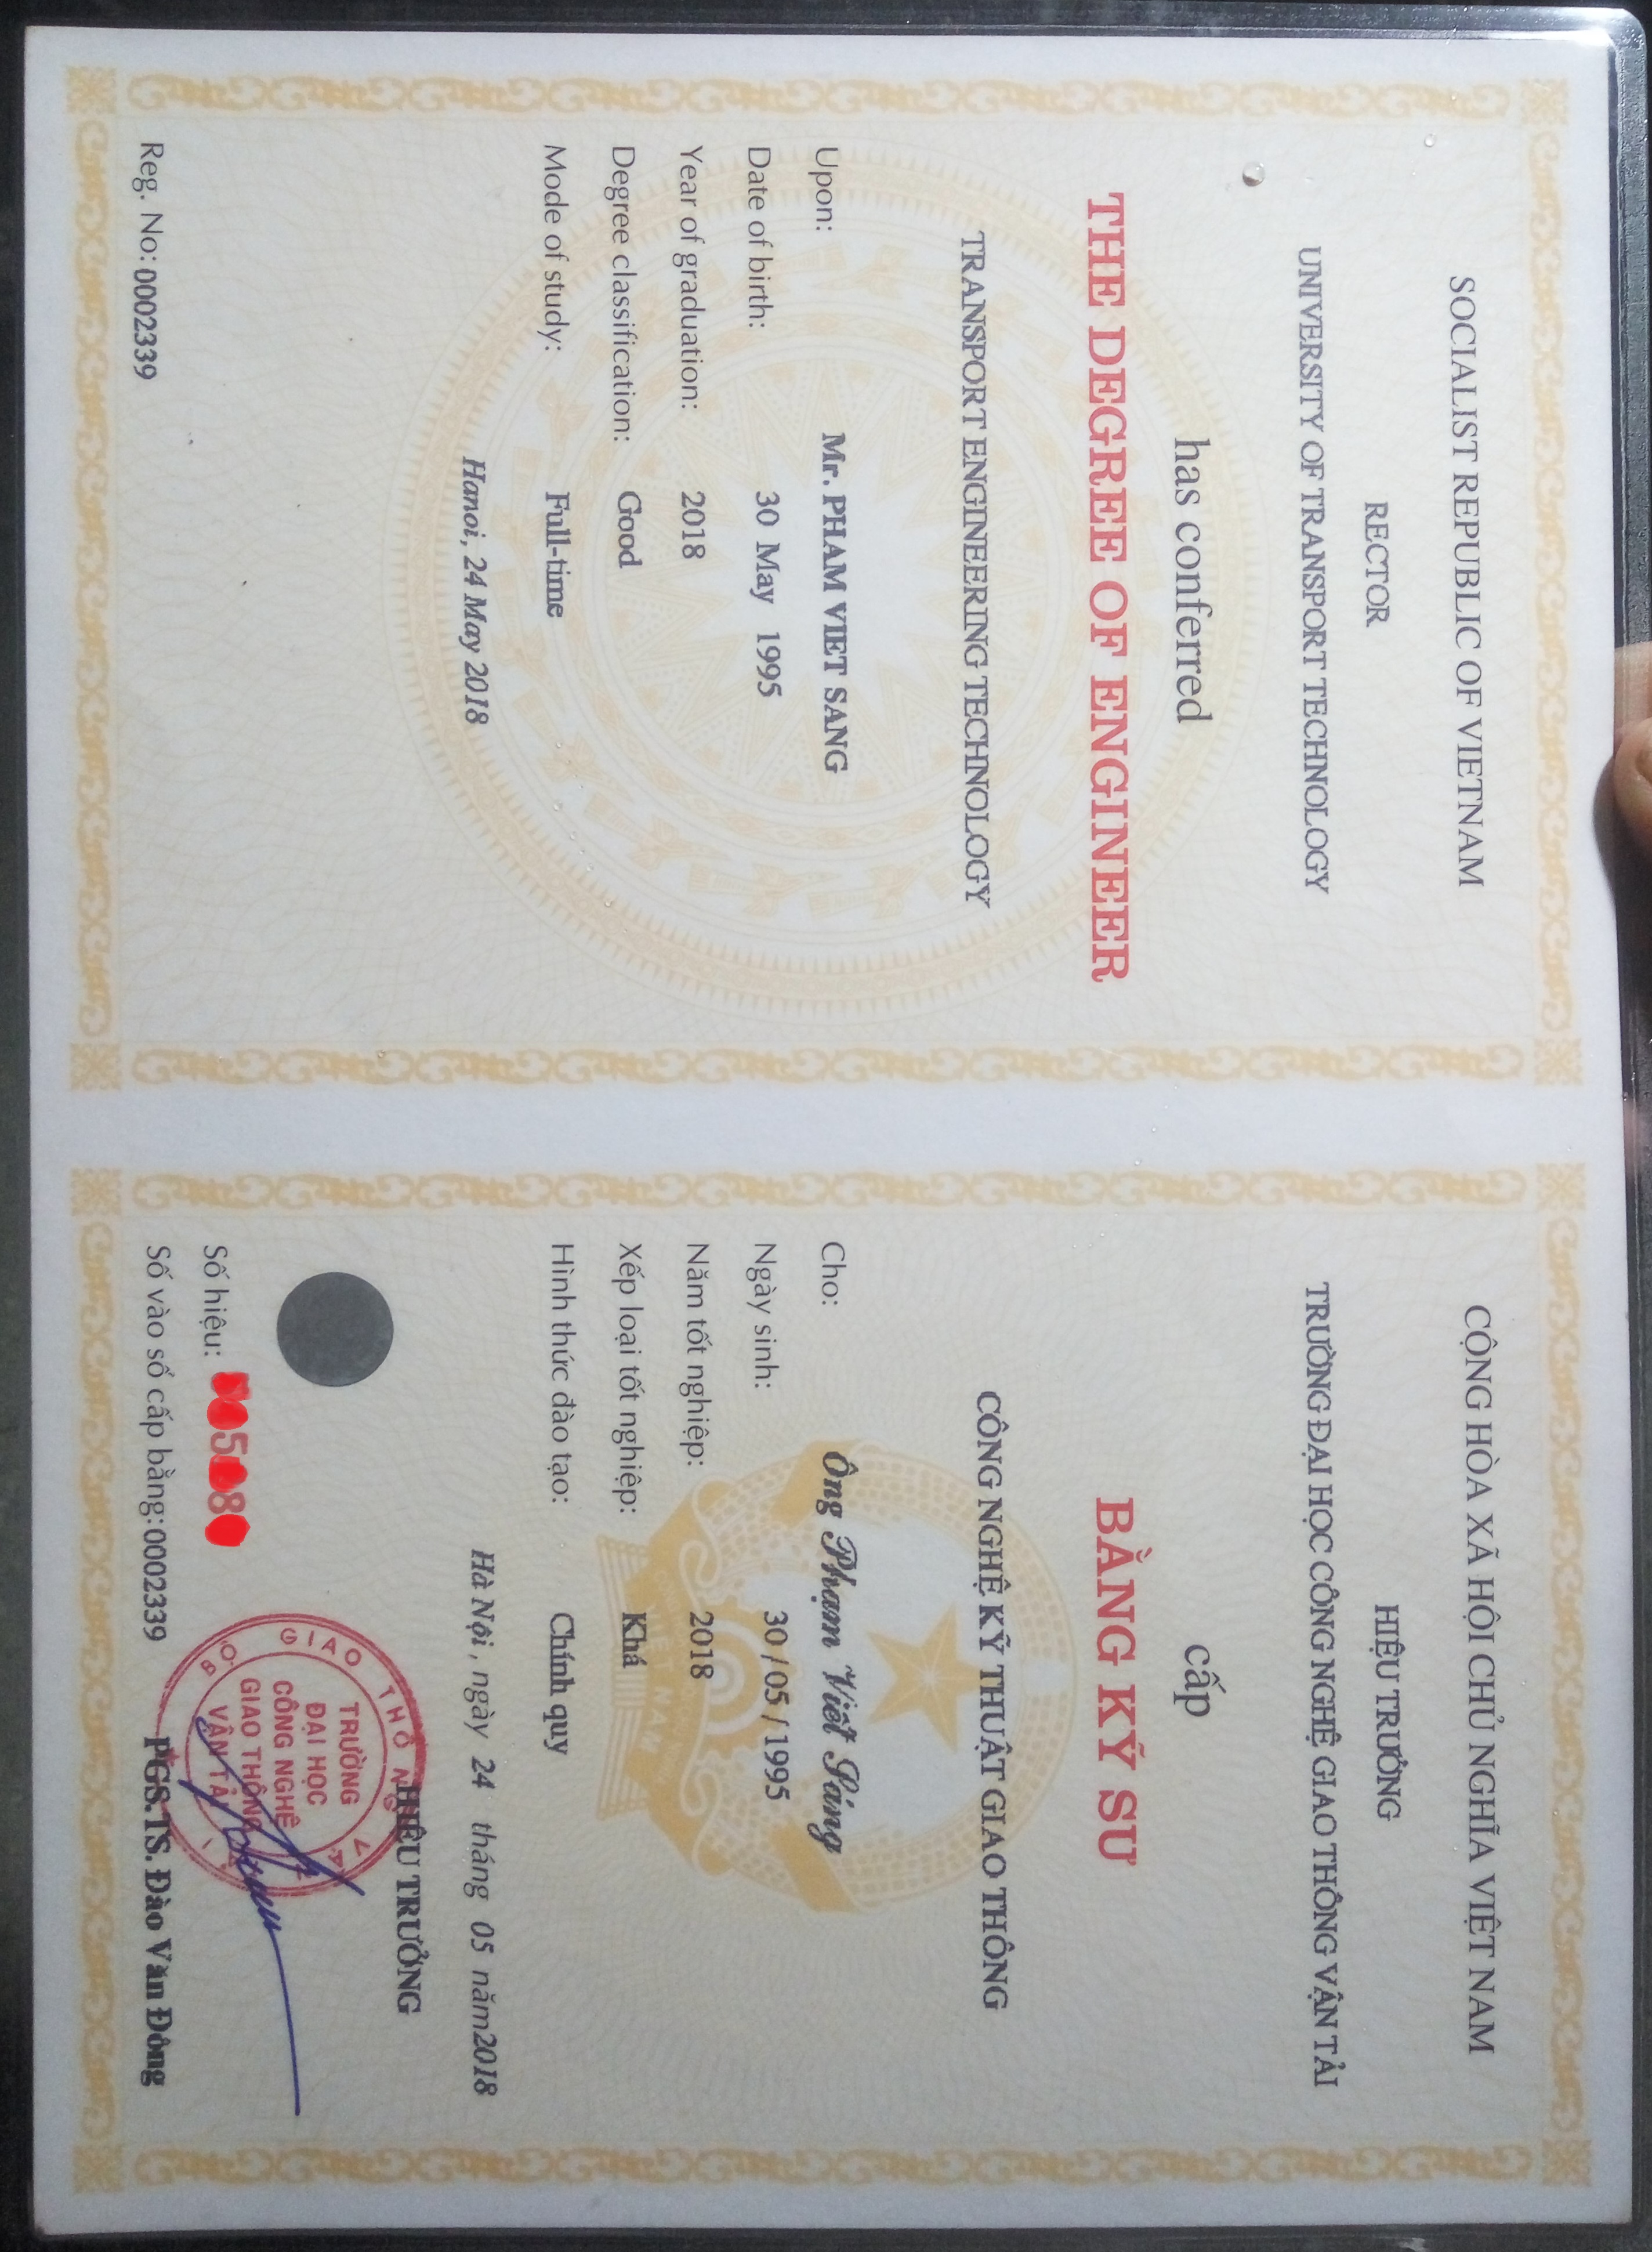 SOCIALIST REPUBLIC OF VIETNAM
RECTOR
UNIVERSITY OF TRANSPORT TECHNOLOGY
has conferred
THE DEGREE OF ENGINEER
TRANSPORT ENGINEERING TECHNOLOGY
Upon: Mr. PHAM VIET SANG
Date of birth: 30 May 1995
Year of graduation: 2018
Degree classification: Good
Mode of study: Full-time
Hanoi, 24 May 2018
Reg. No: 0002339
CỘNG HÒA XÃ HỘI CHỦ NGHĨA VIỆT NAM
HIỆU TRƯỞNG
TRƯỜNG ĐẠI HỌC CÔNG NGHỆ GIAO THÔNG VẬN TẢI
cấp
BẰNG KỸ SƯ
CÔNG NGHỆ KỸ THUẬT GIAO THÔNG
Cho: Ông Phạm Viết Sáng
Ngày sinh: 30 / 05 / 1995
Năm tốt nghiệp: 2018
Xếp loại tốt nghiệp: Khá
Hình thức đào tạo: Chính quy
Hà Nội, ngày 24 tháng 05 năm 2018
HIỆU TRƯỞNG
TRƯỜNG
ĐẠI HỌC
CÔNG NGHỆ
GIAO THÔNG
VẬN TẢI
Số hiệu:
Số vào sổ cấp bằng: 0002339
PGS.TS. Đào Văn Đông